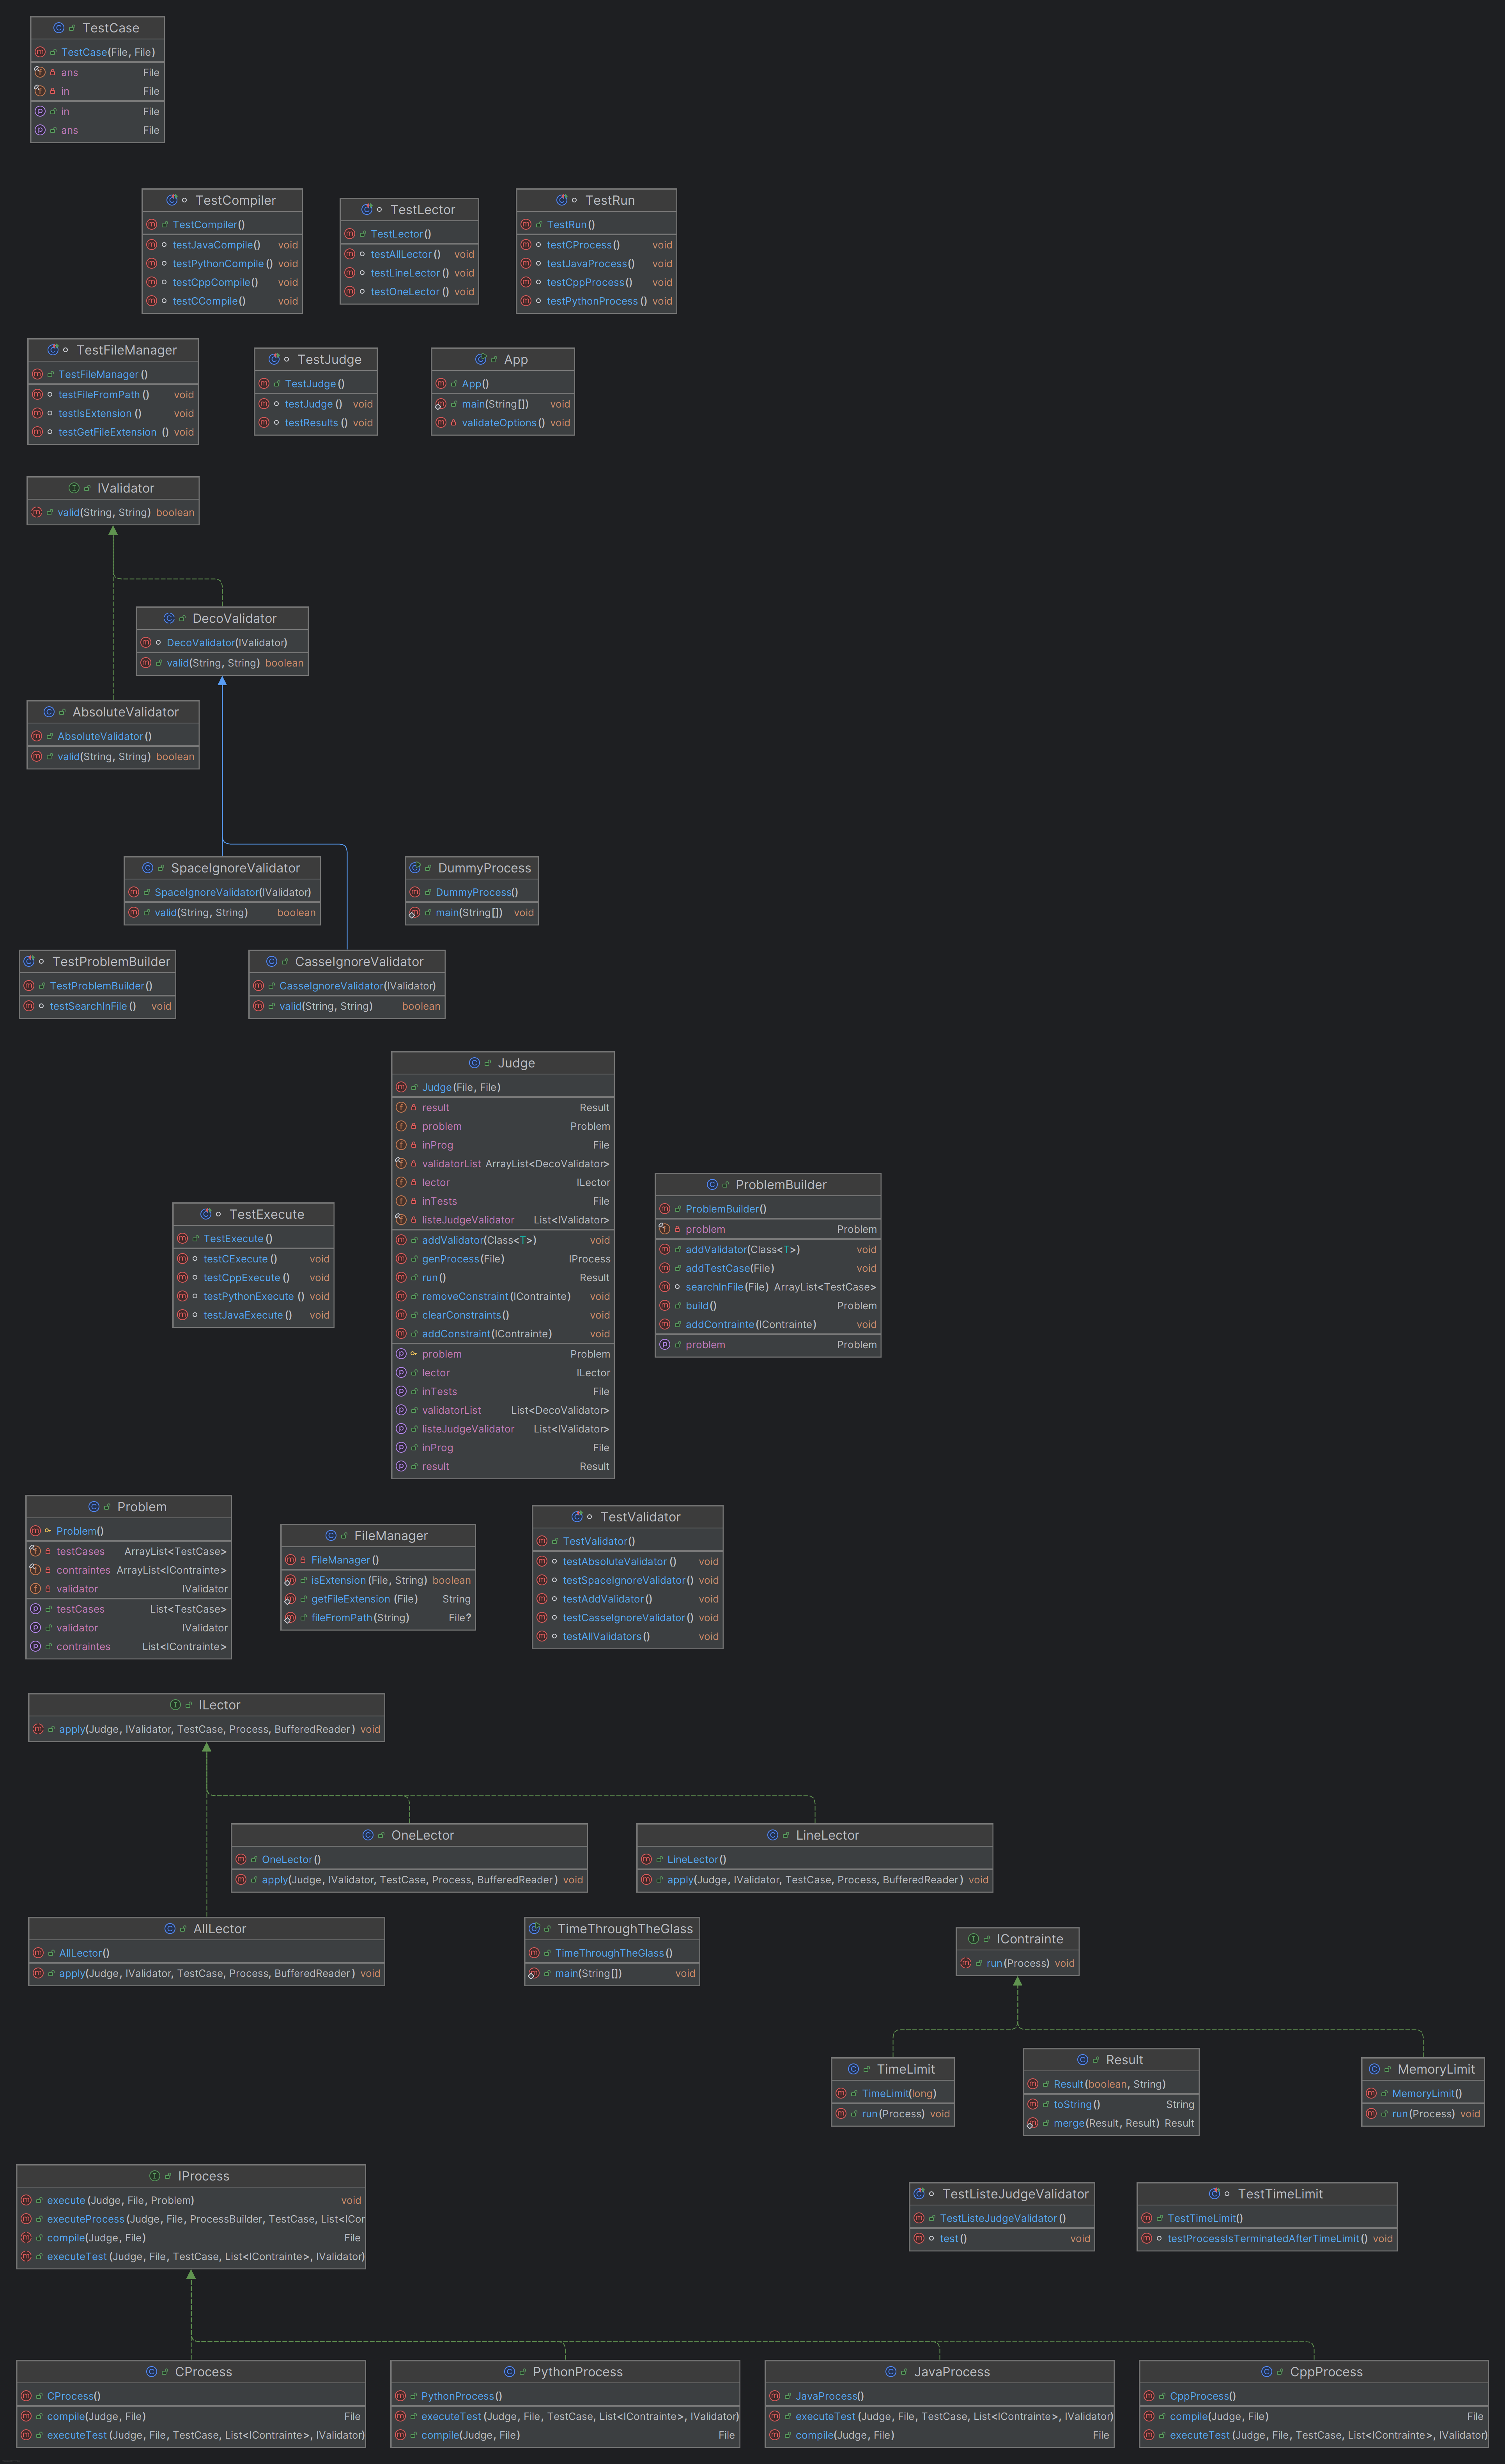 TestCase
TestCase(File, File)
ans File
in File
in File
ans File
TestCompiler
TestCompiler()
testJavaCompile() void
testPythonCompile() void
testCppCompile() void
testCCompile() void
TestLector
TestLector()
testAllLector() void
testLineLector() void
testOneLector() void
TestRun
TestRun()
testCProcess() void
testJavaProcess() void
testCppProcess() void
testPythonProcess() void
TestFileManager
TestFileManager()
testFileFromPath() void
testIsExtension() void
testGetFileExtension() void
TestJudge
TestJudge()
testJudge() void
testResults() void
App
App()
main(String[]) void
validateOptions() void
IValidator
valid(String, String) boolean
DecoValidator
DecoValidator(IValidator)
valid(String, String) boolean
AbsoluteValidator
AbsoluteValidator()
valid(String, String) boolean
SpaceIgnoreValidator
SpaceIgnoreValidator(IValidator)
valid(String, String) boolean
DummyProcess
DummyProcess()
main(String[]) void
TestProblemBuilder
TestProblemBuilder()
testSearchInFile() void
CasseIgnoreValidator
CasseIgnoreValidator(IValidator)
valid(String, String) boolean
Judge
Judge(File, File)
result Result
problem Problem
inProg File
validatorList ArrayList<DecoValidator>
lector ILector
inTests File
listeJudgeValidator List<IValidator>
addValidator(Class<T>) void
genProcess(File) IProcess
run() Result
removeConstraint(IContrainte) void
clearConstraints() void
addConstraint(IContrainte) void
problem Problem
lector ILector
inTests File
validatorList List<DecoValidator>
listeJudgeValidator List<IValidator>
inProg File
result Result
ProblemBuilder
ProblemBuilder()
problem Problem
addValidator(Class<T>) void
addTestCase(File) void
searchInFile(File) ArrayList<TestCase>
build() Problem
addContrainte(IContrainte) void
problem Problem
TestExecute
TestExecute()
testCExecute() void
testCppExecute() void
testPythonExecute() void
testJavaExecute() void
Problem
Problem()
testCases ArrayList<TestCase>
contraintes ArrayList<IContrainte>
validator IValidator
testCases List<TestCase>
validator IValidator
contraintes List<IContrainte>
FileManager
FileManager()
isExtension(File, String) boolean
getFileExtension(File) String
fileFromPath(String) File?
TestValidator
TestValidator()
testAbsoluteValidator() void
testSpaceIgnoreValidator() void
testAddValidator() void
testCasseIgnoreValidator() void
testAllValidators() void
ILector
apply(Judge, IValidator, TestCase, Process, BufferedReader) void
OneLector
OneLector()
apply(Judge, IValidator, TestCase, Process, BufferedReader) void
LineLector
LineLector()
apply(Judge, IValidator, TestCase, Process, BufferedReader) void
AllLector
AllLector()
apply(Judge, IValidator, TestCase, Process, BufferedReader) void
TimeThroughTheGlass
TimeThroughTheGlass()
main(String[]) void
IContrainte
run(Process) void
TimeLimit
TimeLimit(long)
run(Process) void
Result
Result(boolean, String)
toString() String
merge(Result, Result) Result
MemoryLimit
MemoryLimit()
run(Process) void
IProcess
execute(Judge, File, Problem) void
executeProcess(Judge, File, ProcessBuilder, TestCase, List<ICor
compile(Judge, File) File
executeTest(Judge, File, TestCase, List<IContrainte>, IValidator)
TestListeJudgeValidator
TestListeJudgeValidator()
test() void
TestTimeLimit
TestTimeLimit()
testProcessIsTerminatedAfterTimeLimit() void
CProcess
CProcess()
compile(Judge, File) File
executeTest(Judge, File, TestCase, List<IContrainte>, IValidator)
PythonProcess
PythonProcess()
executeTest(Judge, File, TestCase, List<IContrainte>, IValidator)
compile(Judge, File) File
JavaProcess
JavaProcess()
executeTest(Judge, File, TestCase, List<IContrainte>, IValidator)
compile(Judge, File) File
CppProcess
CppProcess()
compile(Judge, File) File
executeTest(Judge, File, TestCase, List<IContrainte>, IValidator)